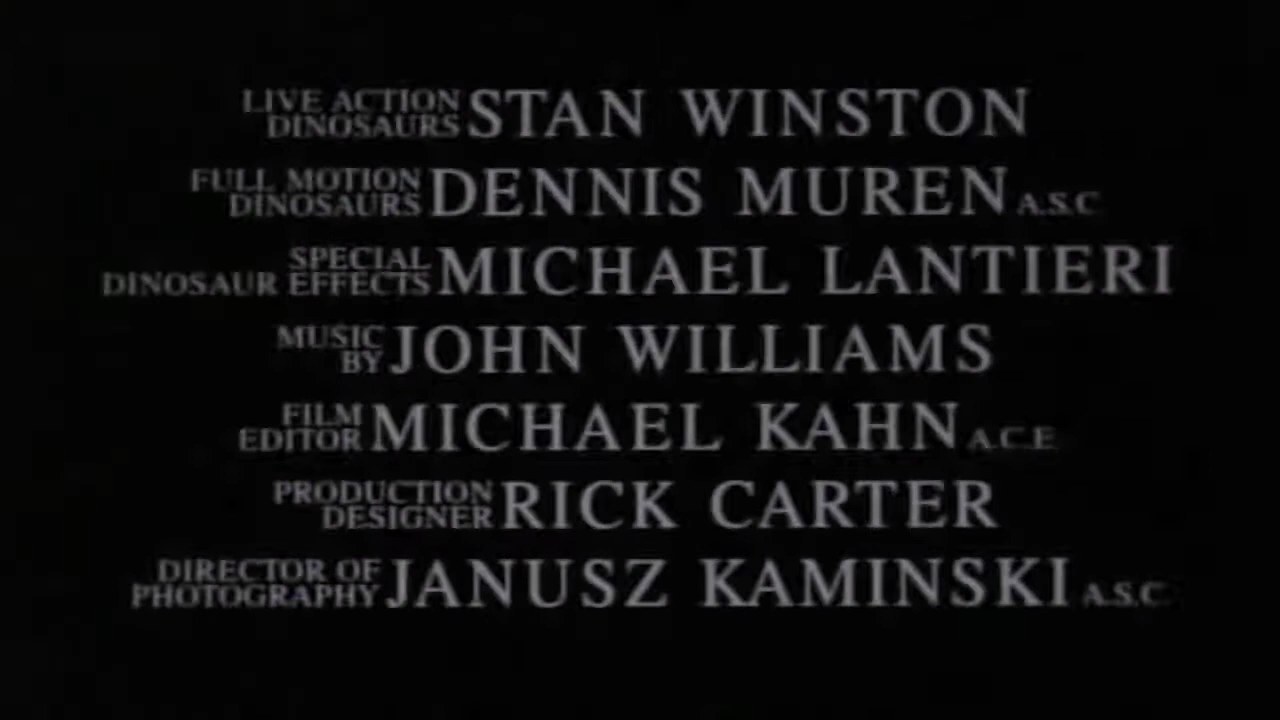 LIVE ACTION DINOSAURS STAN WINSTON
FULL MOTION DINOSAURS DENNIS MUREN A.S.C.
SPECIAL DINOSAUR EFFECTS MICHAEL LANTIERI
MUSIC BY JOHN WILLIAMS
FILM EDITOR MICHAEL KAHN A.C.E.
PRODUCTION DESIGNER RICK CARTER
DIRECTOR OF PHOTOGRAPHY JANUSZ KAMINSKI A.S.C.